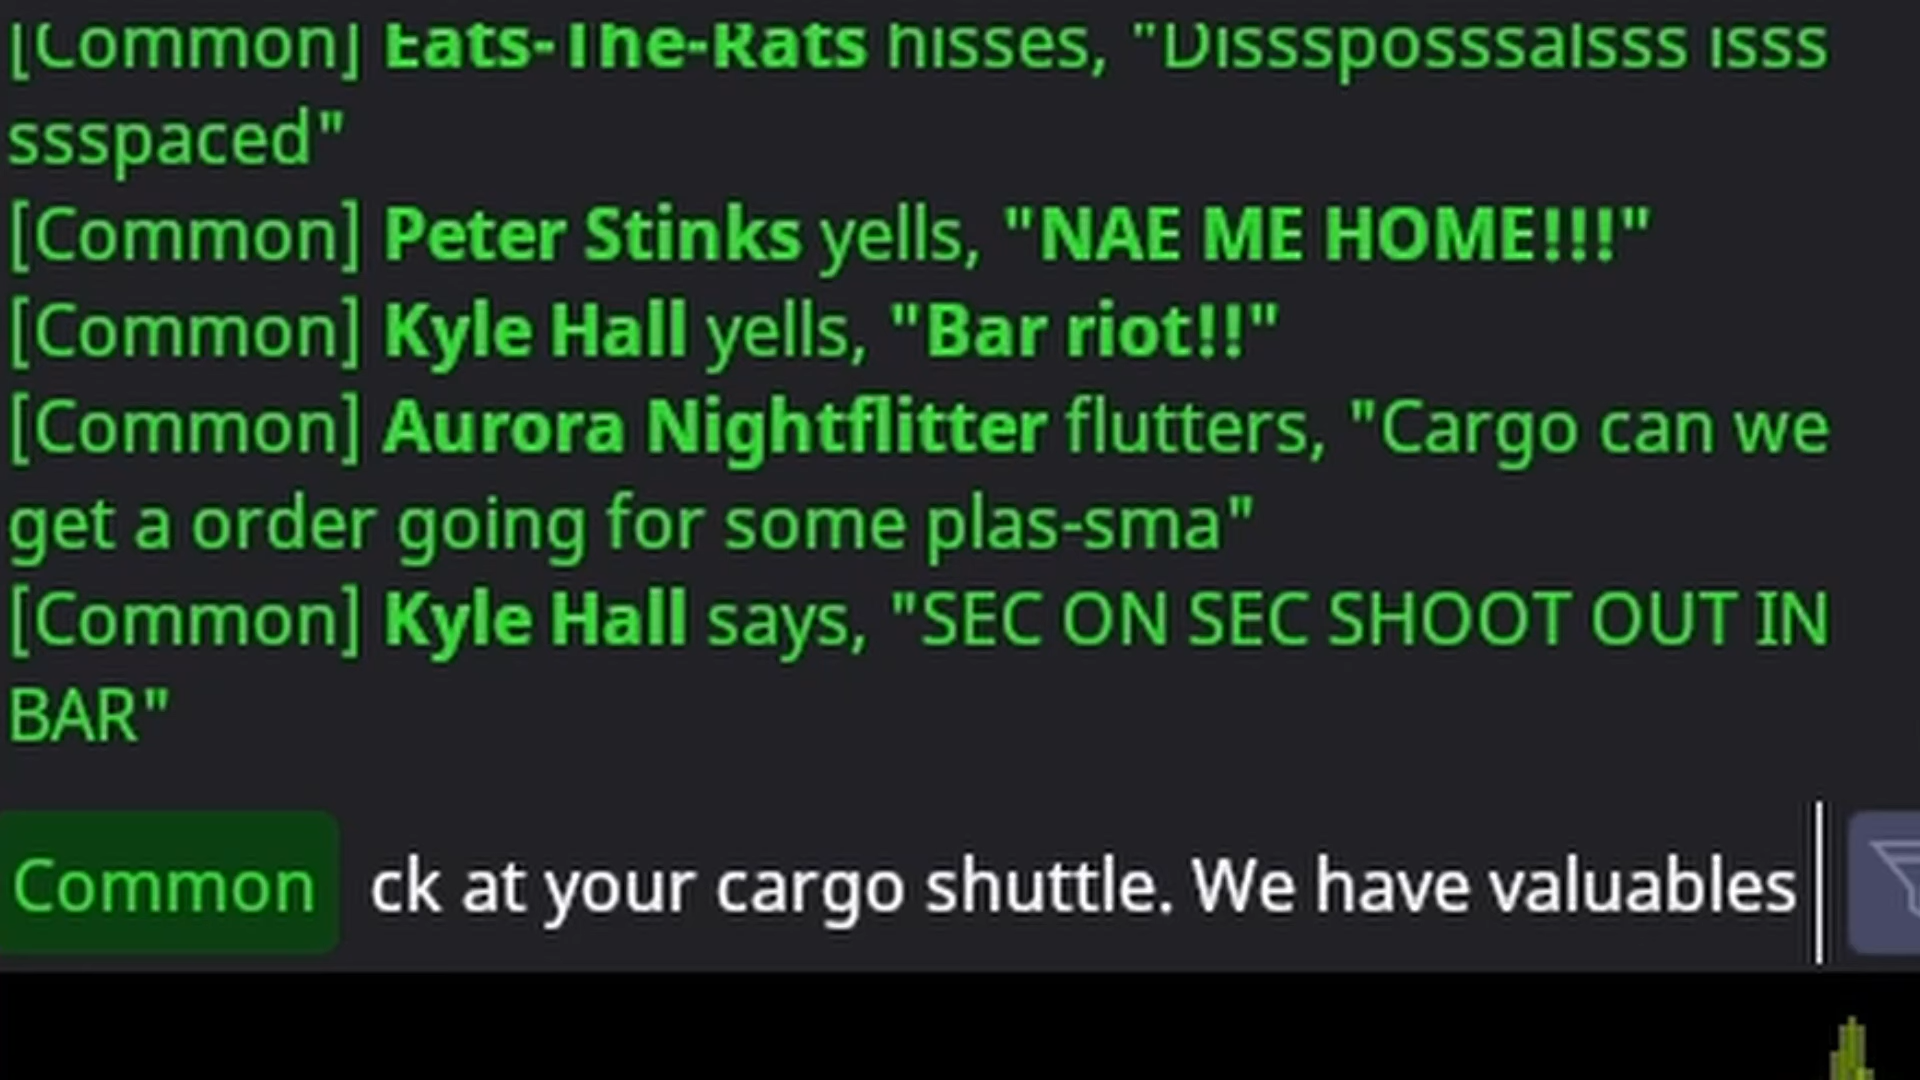 [Common] Eats-The-Rats hisses, "Disssposssalsss isss
ssspaced"
[Common] Peter Stinks yells, "NAE ME HOME!!!"
[Common] Kyle Hall yells, "Bar riot!!"
[Common] Aurora Nightflitter flutters, "Cargo can we
get a order going for some plas-sma"
[Common] Kyle Hall says, "SEC ON SEC SHOOT OUT IN
BAR"
Common ck at your cargo shuttle. We have valuables